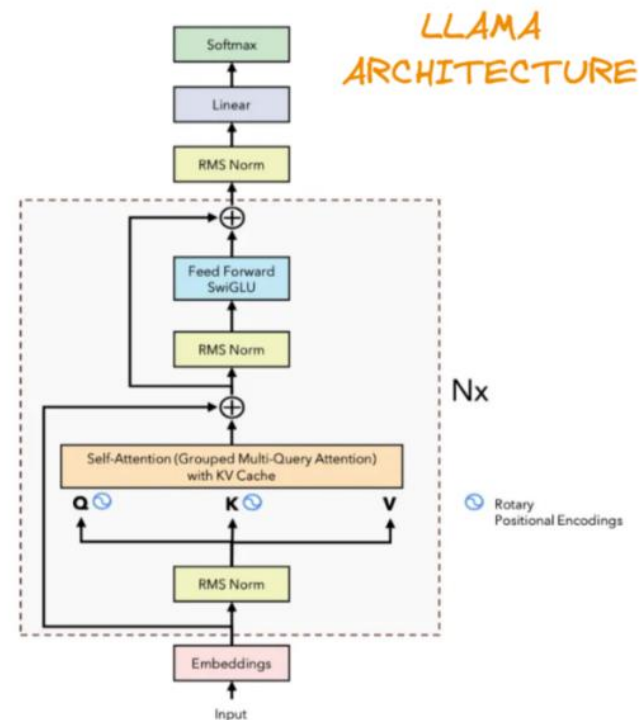 LLAMA
ARCHITECTURE
Softmax
Linear
RMS Norm
Feed Forward
SwiGLU
RMS Norm
Nx
Self-Attention (Grouped Multi-Query Attention)
with KV Cache
Q K V
Rotary
Positional Encodings
RMS Norm
Embeddings
Input